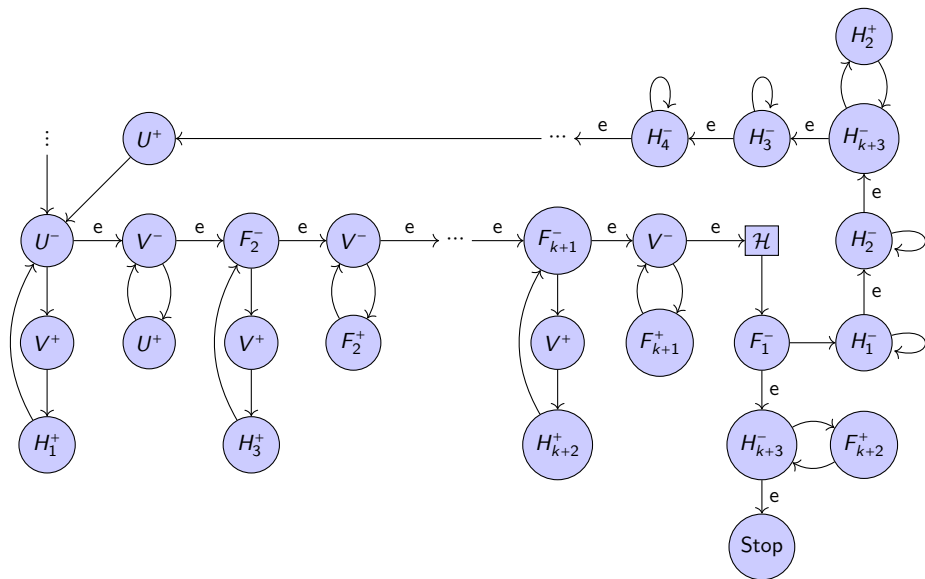 H₂⁺
⋮ U⁺ ... e H₄⁻ e H₃⁻ e H₍ₖ₊₃₎⁻
e
U⁻ e V⁻ e F₂⁻ e V⁻ e ... e F₍ₖ₊₁₎⁻ e V⁻ e ℋ H₂⁻
e
V⁺ U⁺ V⁺ F₂⁺ V⁺ F₍ₖ₊₁₎⁺ F₁⁻ H₁⁻
e
H₁⁺ H₃⁺ H₍ₖ₊₂₎⁺ H₍ₖ₊₃₎⁻ F₍ₖ₊₂₎⁺
e
Stop